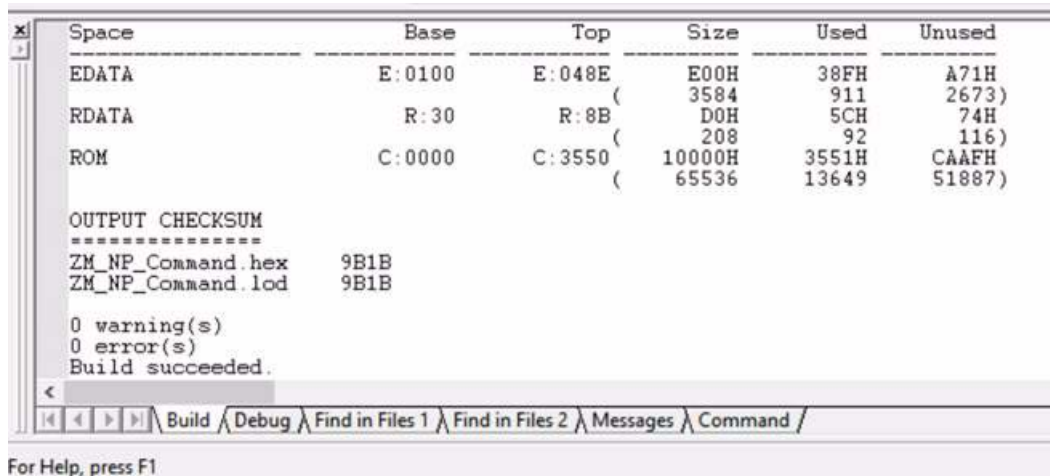 Space Base Top Size Used Unused
EDATA E:0100 E:048E E00H 38FH A71H
( 3584 911 2673)
RDATA R:30 R:8B D0H 5CH 74H
( 208 92 116)
ROM C:0000 C:3550 10000H 3551H CAAFH
( 65536 13649 51887)
OUTPUT CHECKSUM
===============
ZM_NP_Command.hex 9B1B
ZM_NP_Command.lod 9B1B
0 warning(s)
0 error(s)
Build succeeded.
Build Debug Find in Files 1 Find in Files 2 Messages Command
For Help, press F1